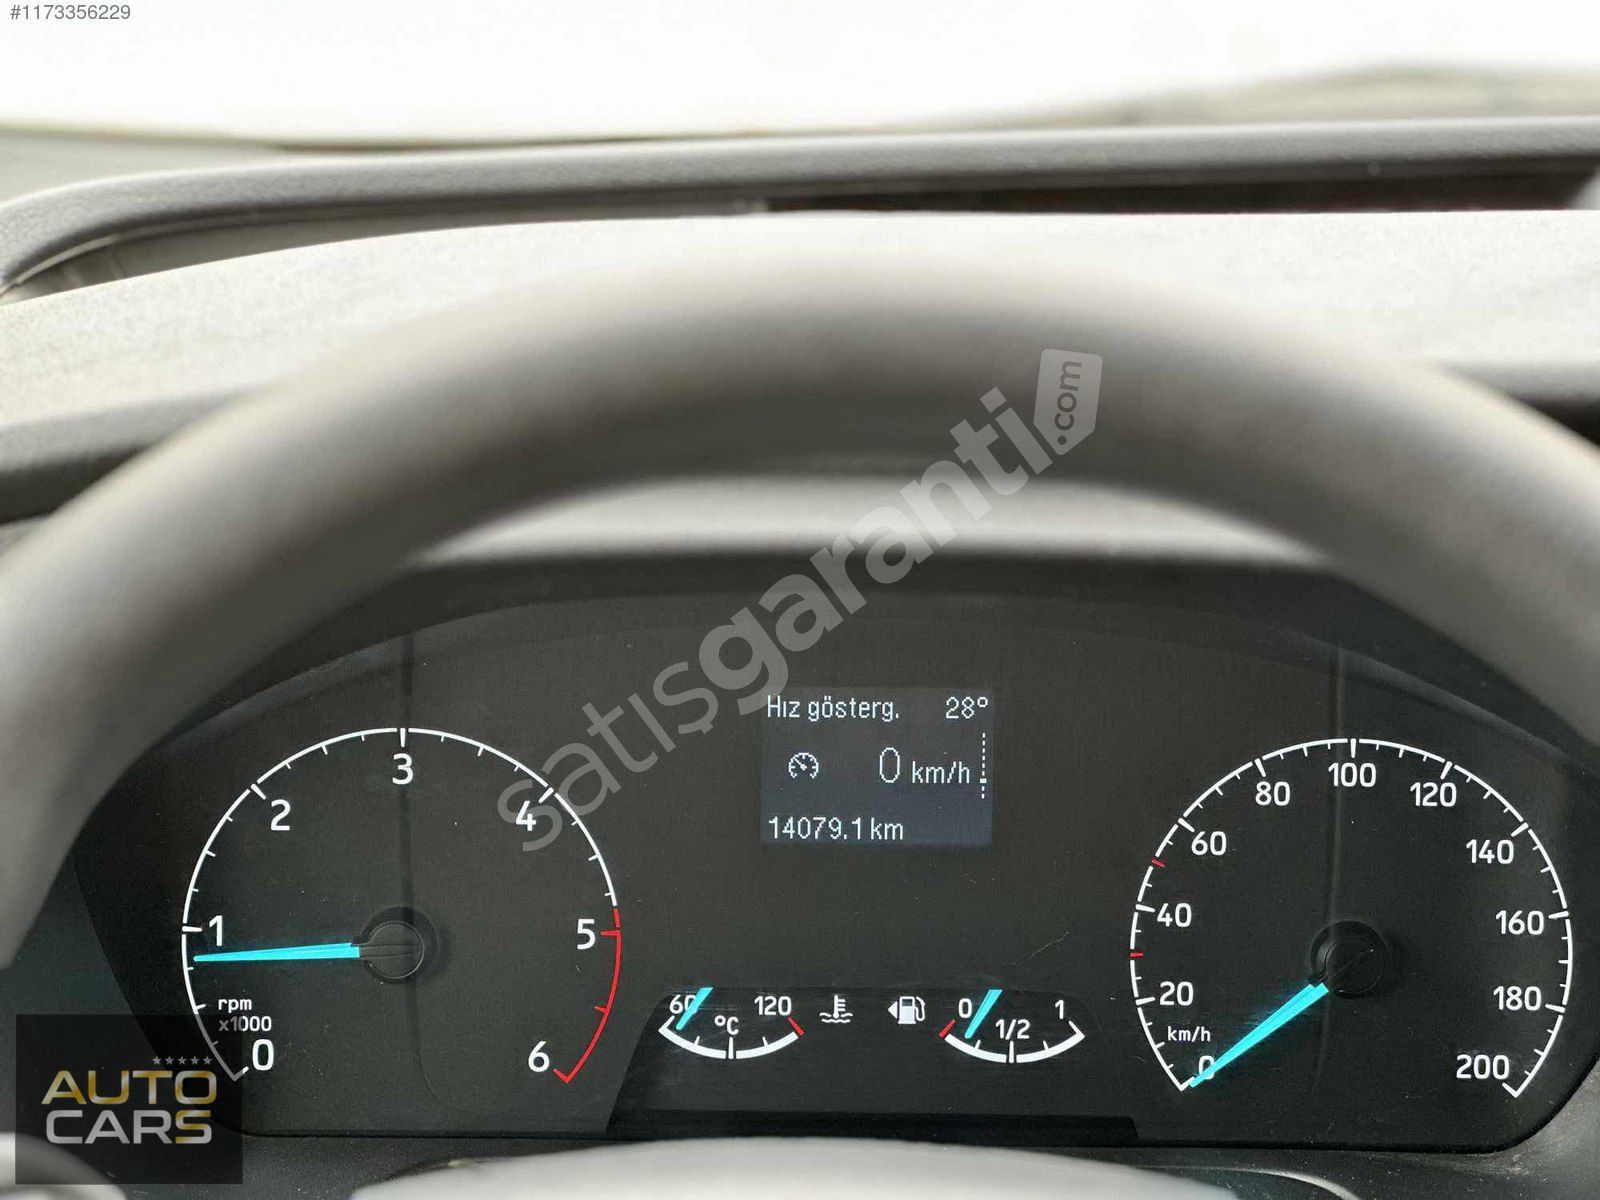 #1173356229
satışgaranti.com
Hız gösterg. 28°
0 km/h
14079.1 km
0 1 2 3 4 5 6
rpm
x1000
60 120
°C
0 1/2 1
0 20 40 60 80 100 120 140 160 180 200
km/h
AUTO
CARS